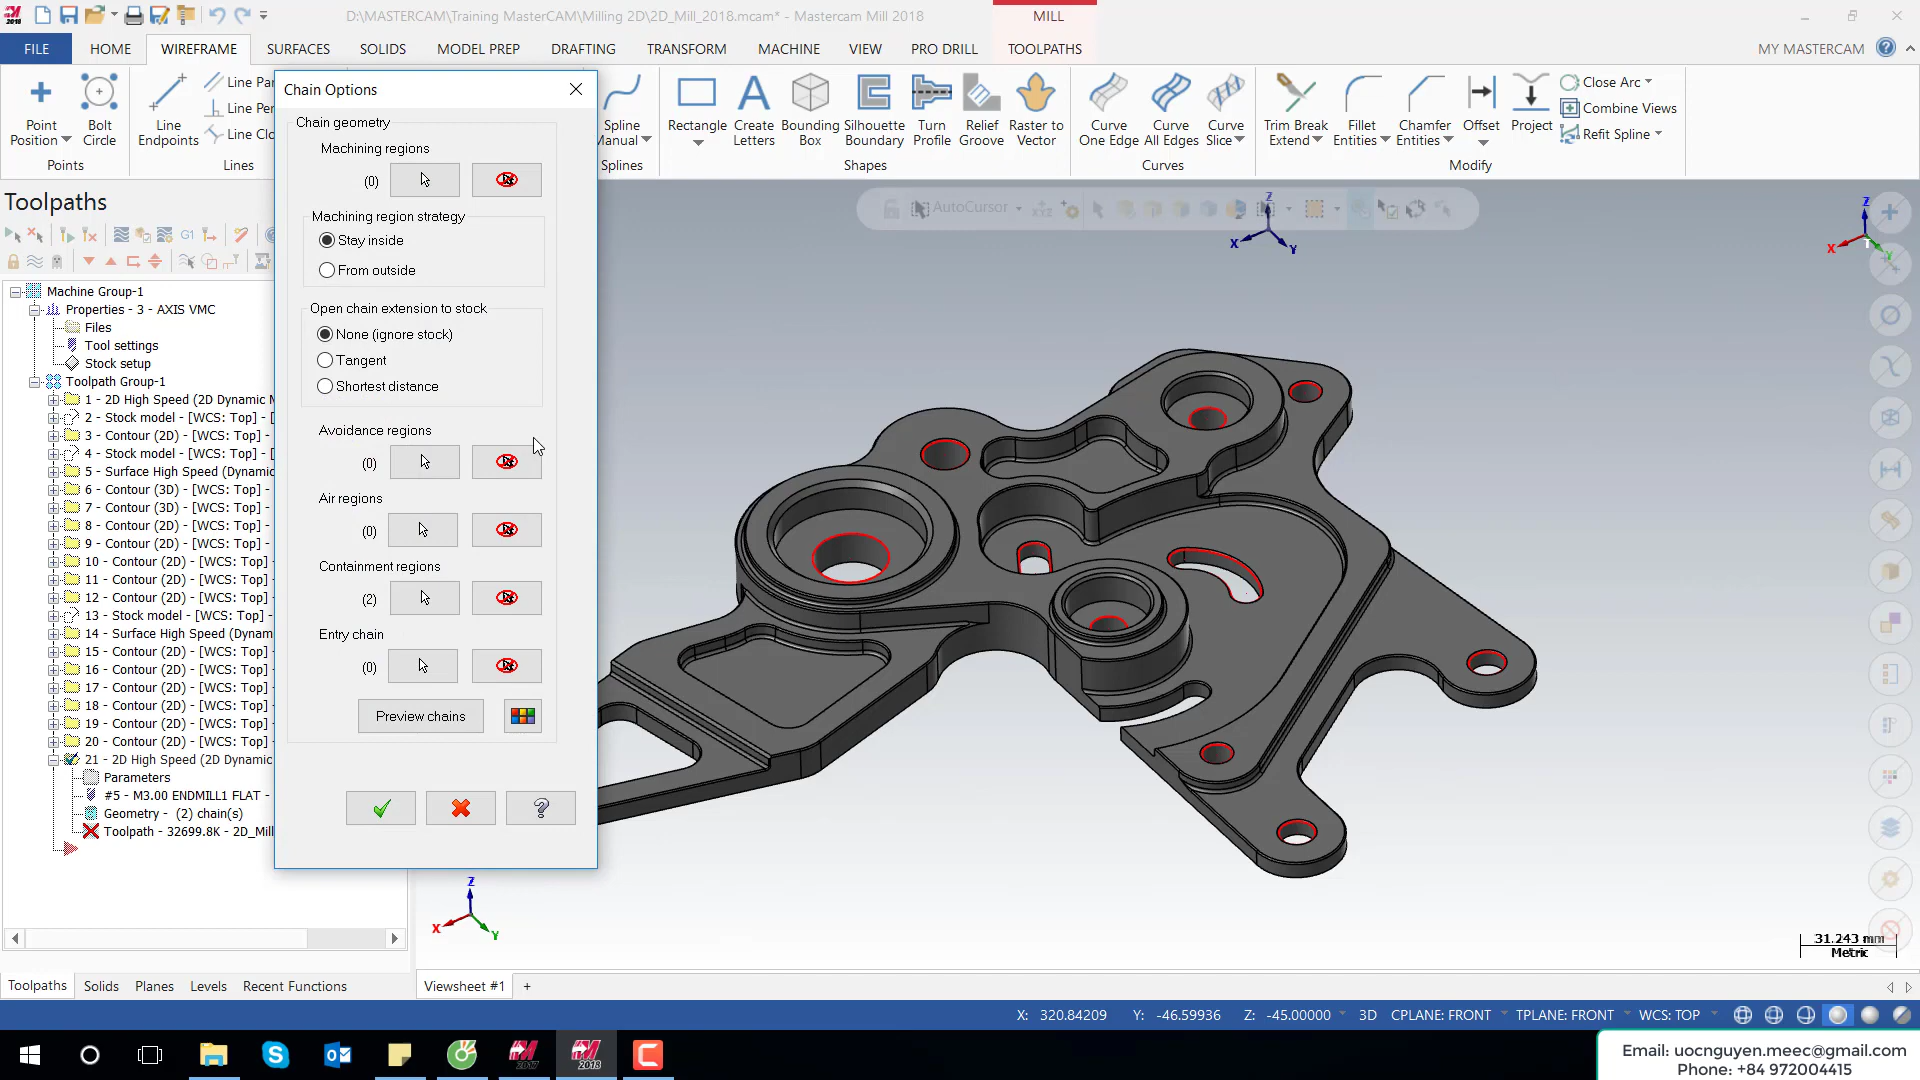 D:\MASTERCAM\Training MasterCAM\Milling 2D\2D_Mill_2018.mcam* - Mastercam Mill 2018
MILL
FILE
HOME
WIREFRAME
SURFACES
SOLIDS
MODEL PREP
DRAFTING
TRANSFORM
MACHINE
VIEW
PRO DRILL
TOOLPATHS
MY MASTERCAM
Point
Position
Bolt
Circle
Points
Line
Endpoints
Line Par
Line Per
Line Clo
Lines
Spline
Manual
Splines
Rectangle
Create
Letters
Bounding
Box
Silhouette
Boundary
Turn
Profile
Relief
Groove
Raster to
Vector
Shapes
Curve
One Edge
Curve
All Edges
Curve
Slice
Curves
Trim Break
Extend
Fillet
Entities
Chamfer
Entities
Offset
Project
Close Arc
Combine Views
Refit Spline
Modify
Toolpaths
G1
Machine Group-1
Properties - 3 - AXIS VMC
Files
Tool settings
Stock setup
Toolpath Group-1
1 - 2D High Speed (2D Dynamic M
2 - Stock model - [WCS: Top] - [
3 - Contour (2D) - [WCS: Top] -
4 - Stock model - [WCS: Top] - [
5 - Surface High Speed (Dynamic
6 - Contour (3D) - [WCS: Top] -
7 - Contour (3D) - [WCS: Top] -
8 - Contour (2D) - [WCS: Top] -
9 - Contour (2D) - [WCS: Top] -
10 - Contour (2D) - [WCS: Top]
11 - Contour (2D) - [WCS: Top]
12 - Contour (2D) - [WCS: Top]
13 - Stock model - [WCS: Top] -
14 - Surface High Speed (Dynam
15 - Contour (2D) - [WCS: Top]
16 - Contour (2D) - [WCS: Top]
17 - Contour (2D) - [WCS: Top]
18 - Contour (2D) - [WCS: Top]
19 - Contour (2D) - [WCS: Top]
20 - Contour (2D) - [WCS: Top]
21 - 2D High Speed (2D Dynamic
Parameters
#5 - M3.00 ENDMILL1 FLAT -
Geometry - (2) chain(s)
Toolpath - 32699.8K - 2D_Mill
Chain Options
Chain geometry
Machining regions
(0)
Machining region strategy
Stay inside
From outside
Open chain extension to stock
None (ignore stock)
Tangent
Shortest distance
Avoidance regions
(0)
Air regions
(0)
Containment regions
(2)
Entry chain
(0)
Preview chains
AutoCursor
Z
X
Y
Z
X
T
Y
Z
X
Y
31.243 mm
Metric
Toolpaths
Solids
Planes
Levels
Recent Functions
Viewsheet #1
+
X: 320.84209
Y: -46.59936
Z: -45.00000
3D
CPLANE: FRONT
TPLANE: FRONT
WCS: TOP
2017
2018
Email: uocnguyen.meec@gmail.com
Phone: +84 972004415